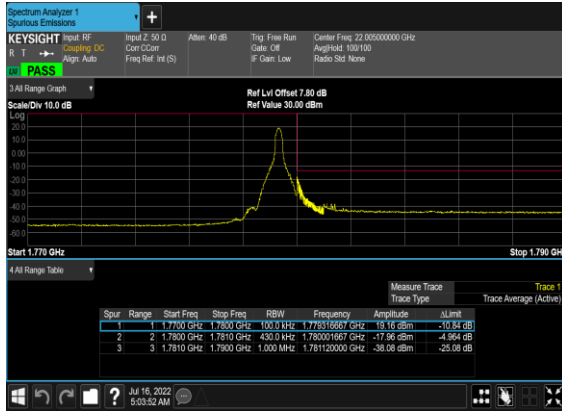 Spectrum Analyzer 1
Spurious Emissions
KEYSIGHT Input: RF Input Z: 50 Ω Atten: 40 dB Trig: Free Run Center Freq: 22.005000000 GHz
R T Coupling: DC Corr CCorr Gate: Off Avg|Hold: 100/100
Align: Auto Freq Ref: Int (S) IF Gain: Low Radio Std: None
PASS
3 All Range Graph Ref Lvl Offset 7.80 dB
Scale/Div 10.0 dB Ref Value 30.00 dBm
Log
20.0
10.0
0.00
-10.0
-20.0
-30.0
-40.0
-50.0
-60.0
Start 1.770 GHz Stop 1.790 GH
4 All Range Table
Measure Trace Trace 1
Trace Type Trace Average (Active)
Spur Range Start Freq Stop Freq RBW Frequency Amplitude ΔLimit
1 1 1.7700 GHz 1.7800 GHz 100.0 kHz 1.779316667 GHz 19.16 dBm -10.84 dB
2 2 1.7800 GHz 1.7810 GHz 430.0 kHz 1.780001667 GHz -17.96 dBm -4.964 dB
3 3 1.7810 GHz 1.7900 GHz 1.000 MHz 1.781120000 GHz -38.08 dBm -25.08 dB
? Jul 16, 2022
5:03:52 AM